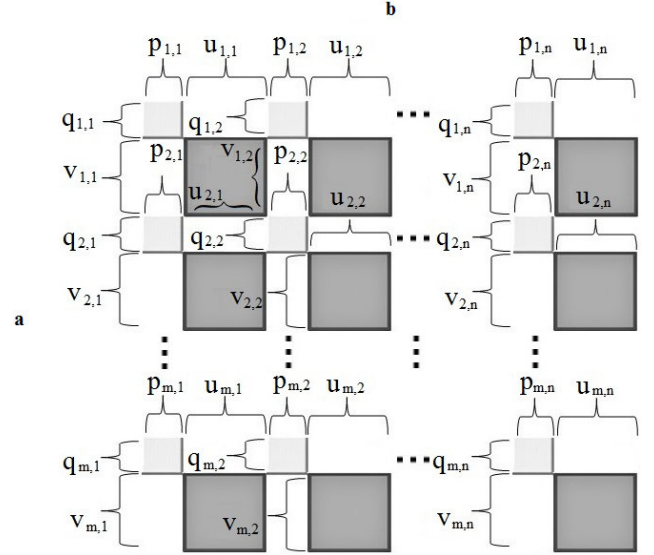 b
p1,1 u1,1 p1,2 u1,2 p1,n u1,n
q1,1 q1,2 q1,n
v1,1 p2,1 v1,2 p2,2 v1,n p2,n
u2,1 u2,2 u2,n
q2,1 q2,2 q2,n
v2,1 v2,2 v2,n
a
pm,1 um,1 pm,2 um,2 pm,n um,n
qm,1 qm,2 qm,n
vm,1 vm,2 vm,n